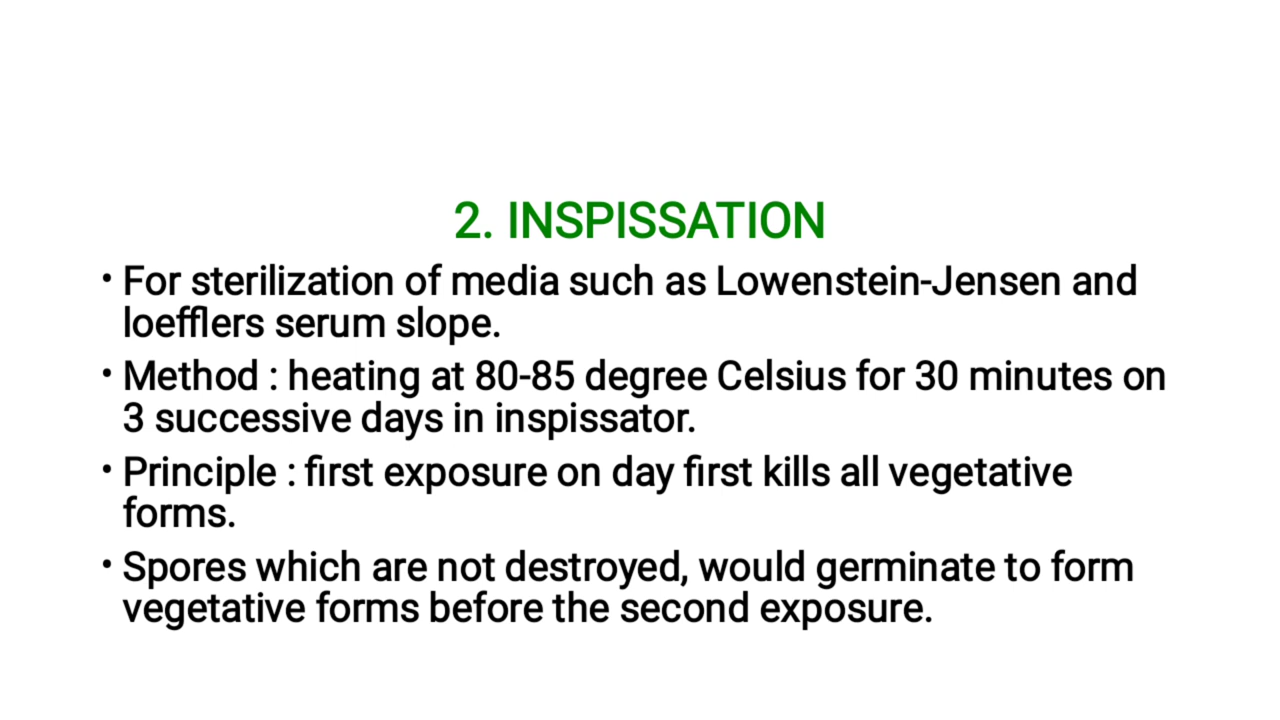 2. INSPISSATION
• For sterilization of media such as Lowenstein-Jensen and
loefflers serum slope.
• Method : heating at 80-85 degree Celsius for 30 minutes on
3 successive days in inspissator.
• Principle : first exposure on day first kills all vegetative
forms.
• Spores which are not destroyed, would germinate to form
vegetative forms before the second exposure.